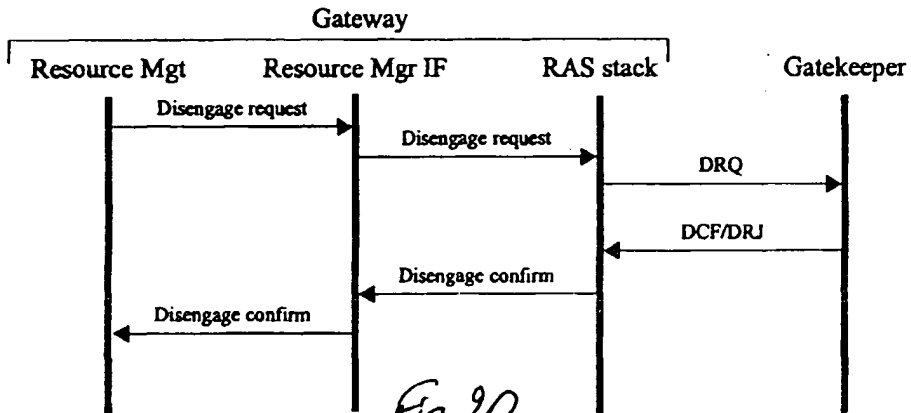 Gateway
Resource Mgt Resource Mgr IF RAS stack Gatekeeper
Disengage request
Disengage request
DRQ
DCF/DRJ
Disengage confirm
Disengage confirm